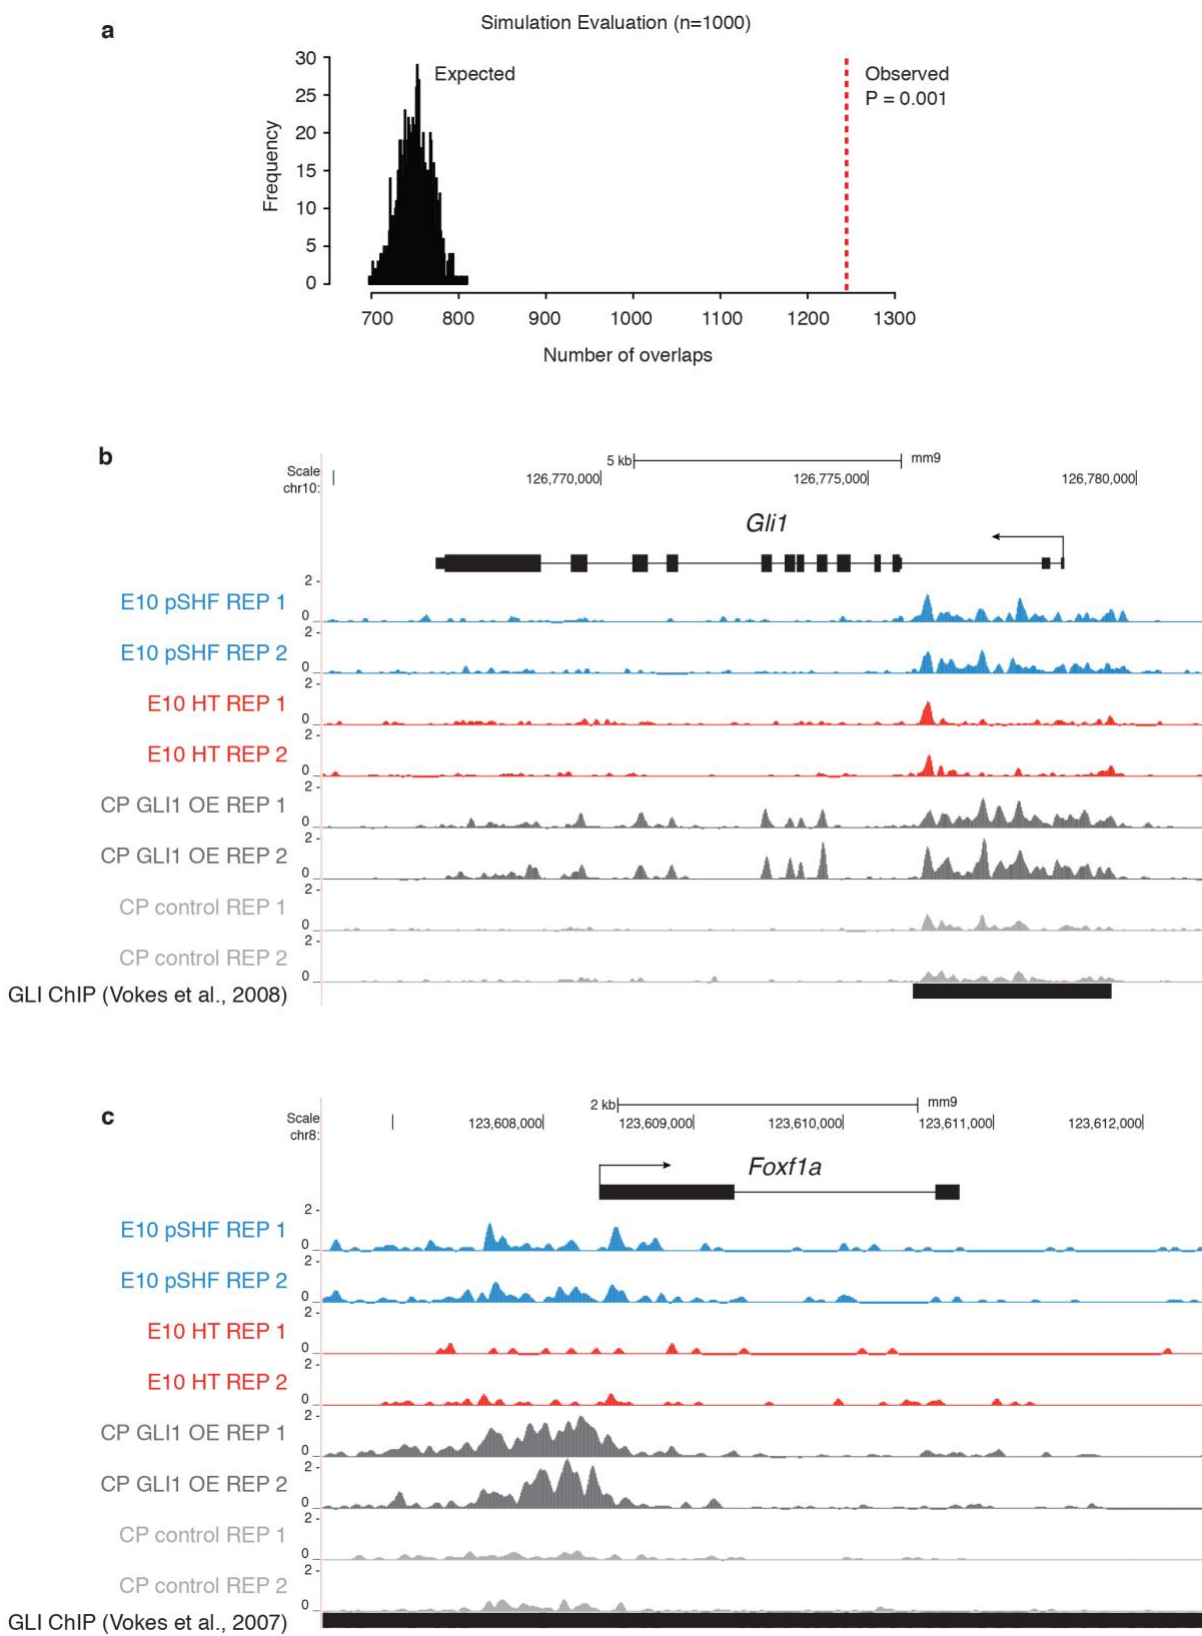 a
Simulation Evaluation (n=1000)
Frequency
30
25
20
15
10
5
0
Expected
Observed
P = 0.001
700 800 900 1000 1100 1200 1300
Number of overlaps
b
Scale 5 kb mm9
chr10: 126,770,000 126,775,000 126,780,000
Gli1
2
E10 pSHF REP 1
0
2
E10 pSHF REP 2
0
2
E10 HT REP 1
0
2
E10 HT REP 2
0
2
CP GLI1 OE REP 1
0
2
CP GLI1 OE REP 2
0
2
CP control REP 1
0
2
CP control REP 2
0
GLI ChIP (Vokes et al., 2008)
c
Scale 2 kb mm9
chr8: 123,608,000 123,609,000 123,610,000 123,611,000 123,612,000
Foxf1a
2
E10 pSHF REP 1
0
2
E10 pSHF REP 2
0
2
E10 HT REP 1
0
2
E10 HT REP 2
0
2
CP GLI1 OE REP 1
0
2
CP GLI1 OE REP 2
0
2
CP control REP 1
0
2
CP control REP 2
0
GLI ChIP (Vokes et al., 2007)